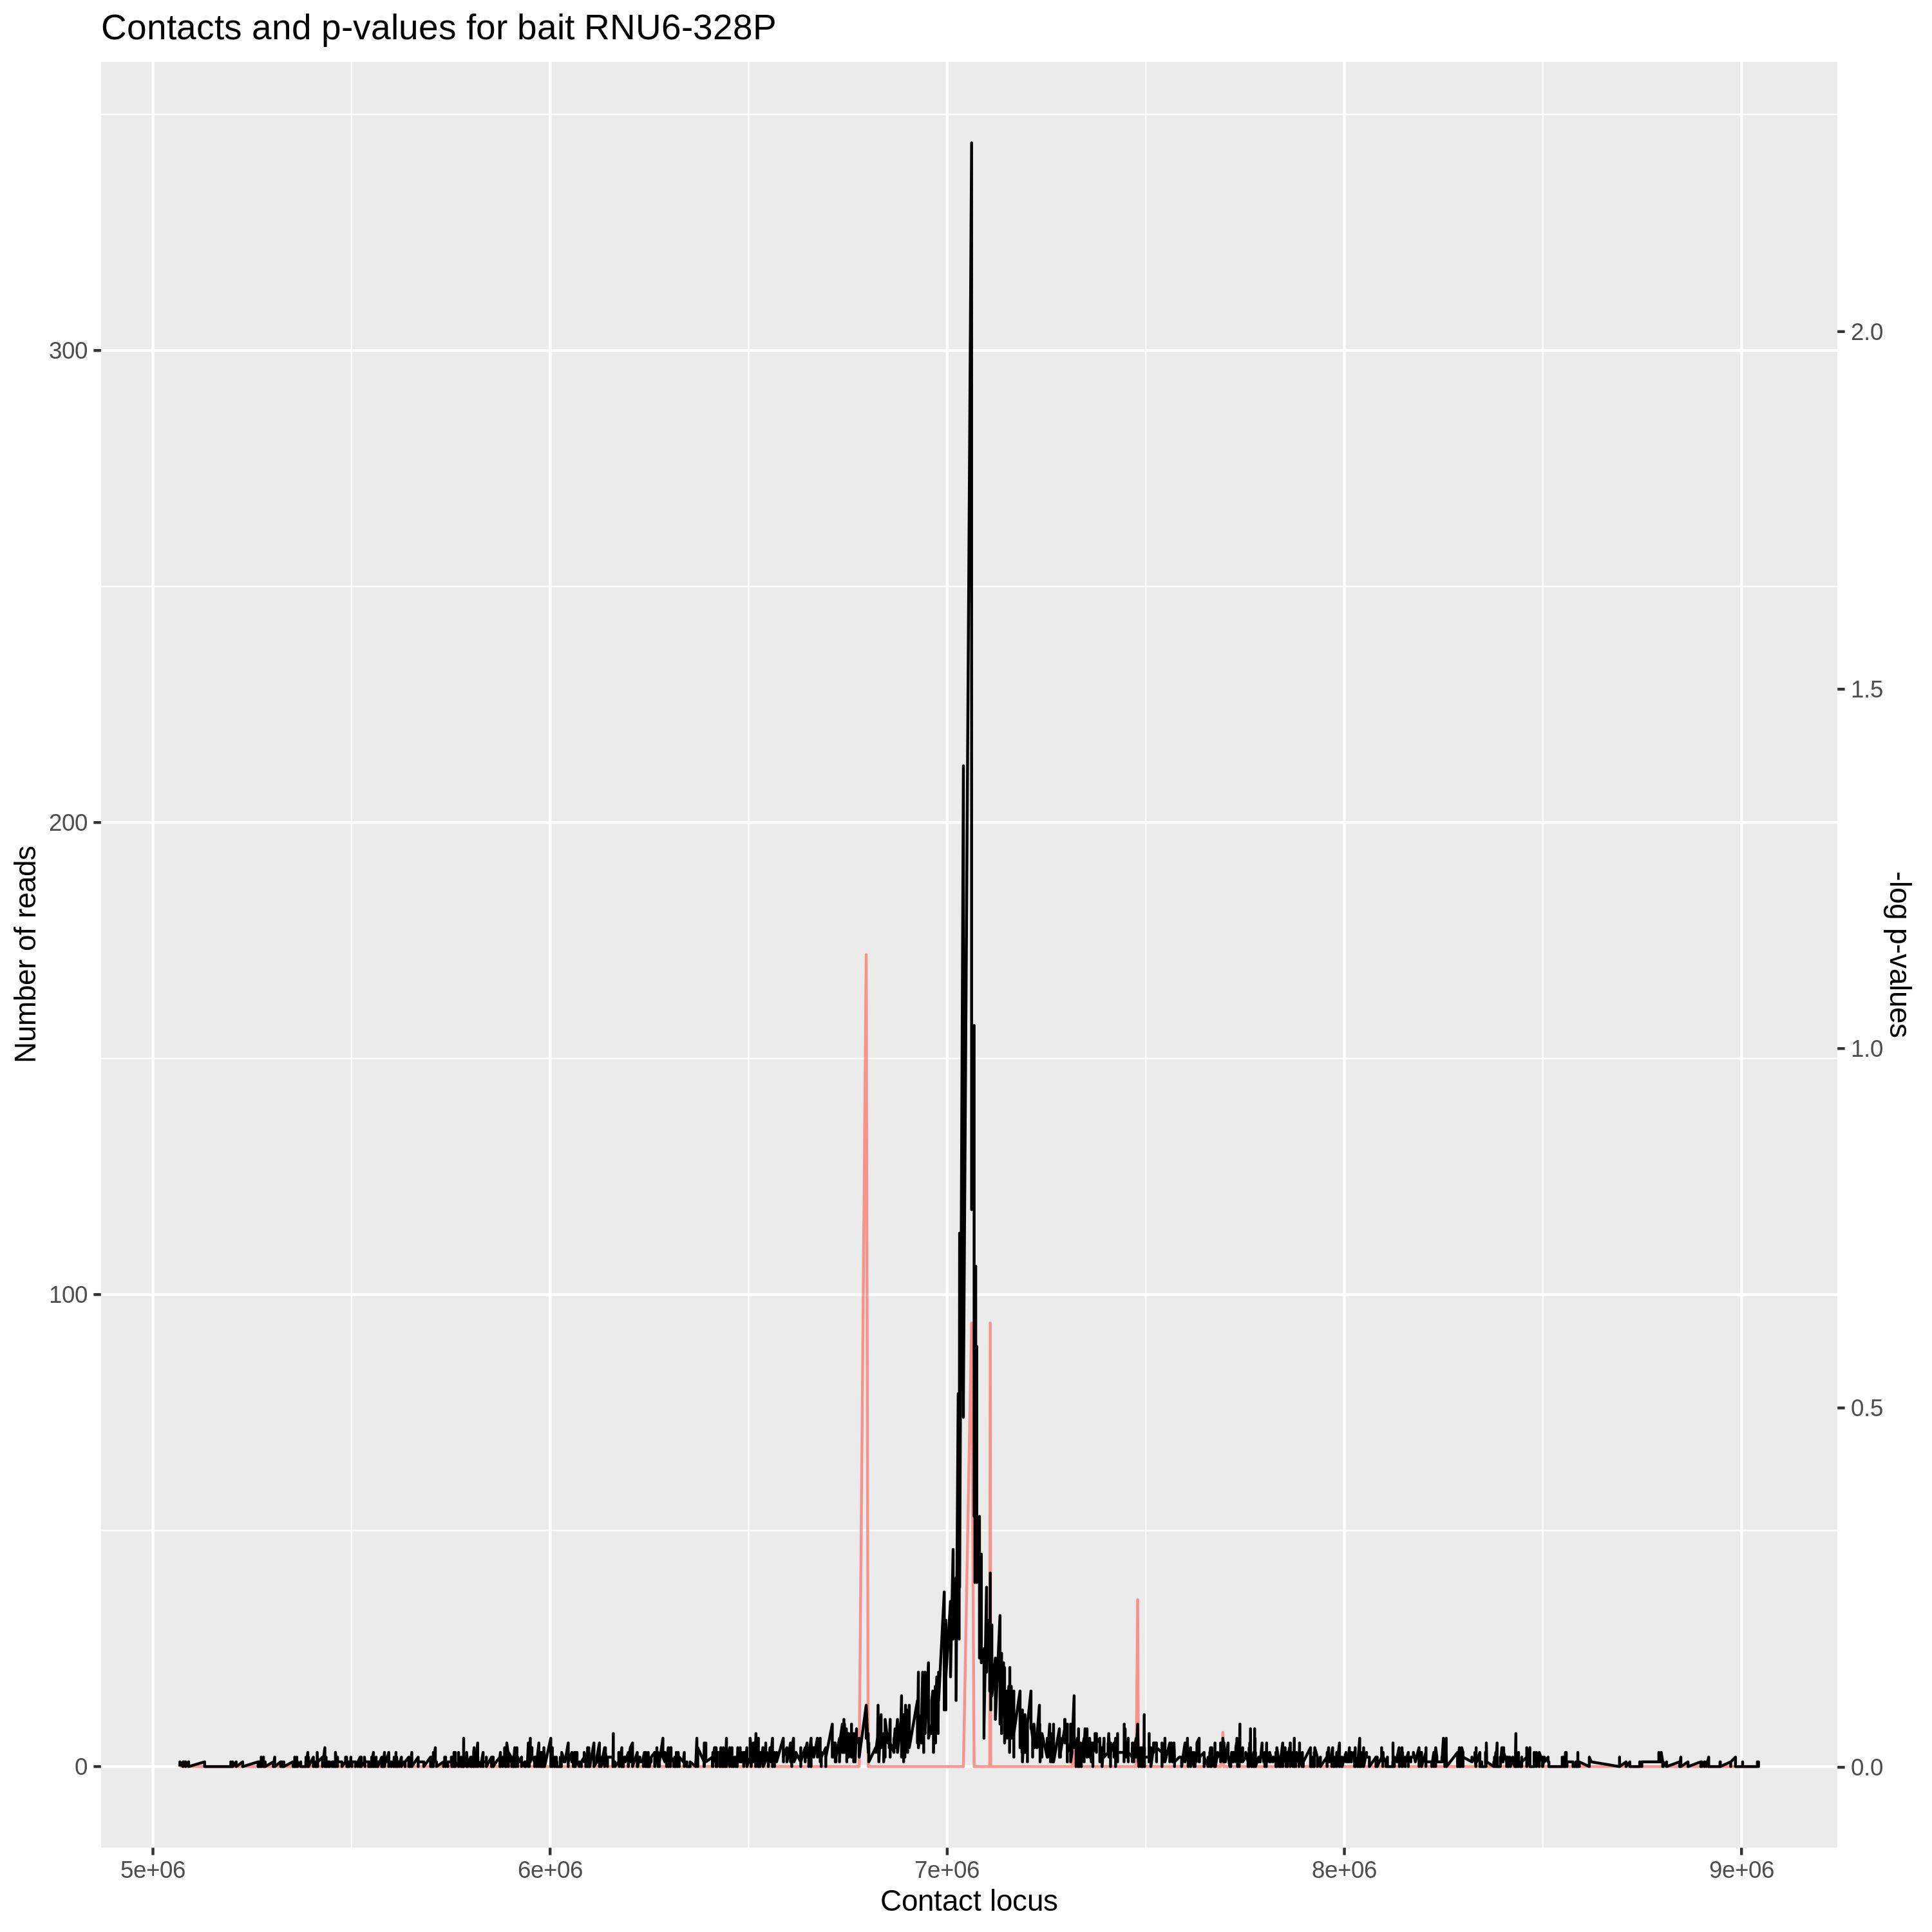 Contacts and p-values for bait RNU6-328P
300
200
100
0
Number of reads
2.0
1.5
1.0
0.5
0.0
-log p-values
5e+06
6e+06
7e+06
8e+06
9e+06
Contact locus